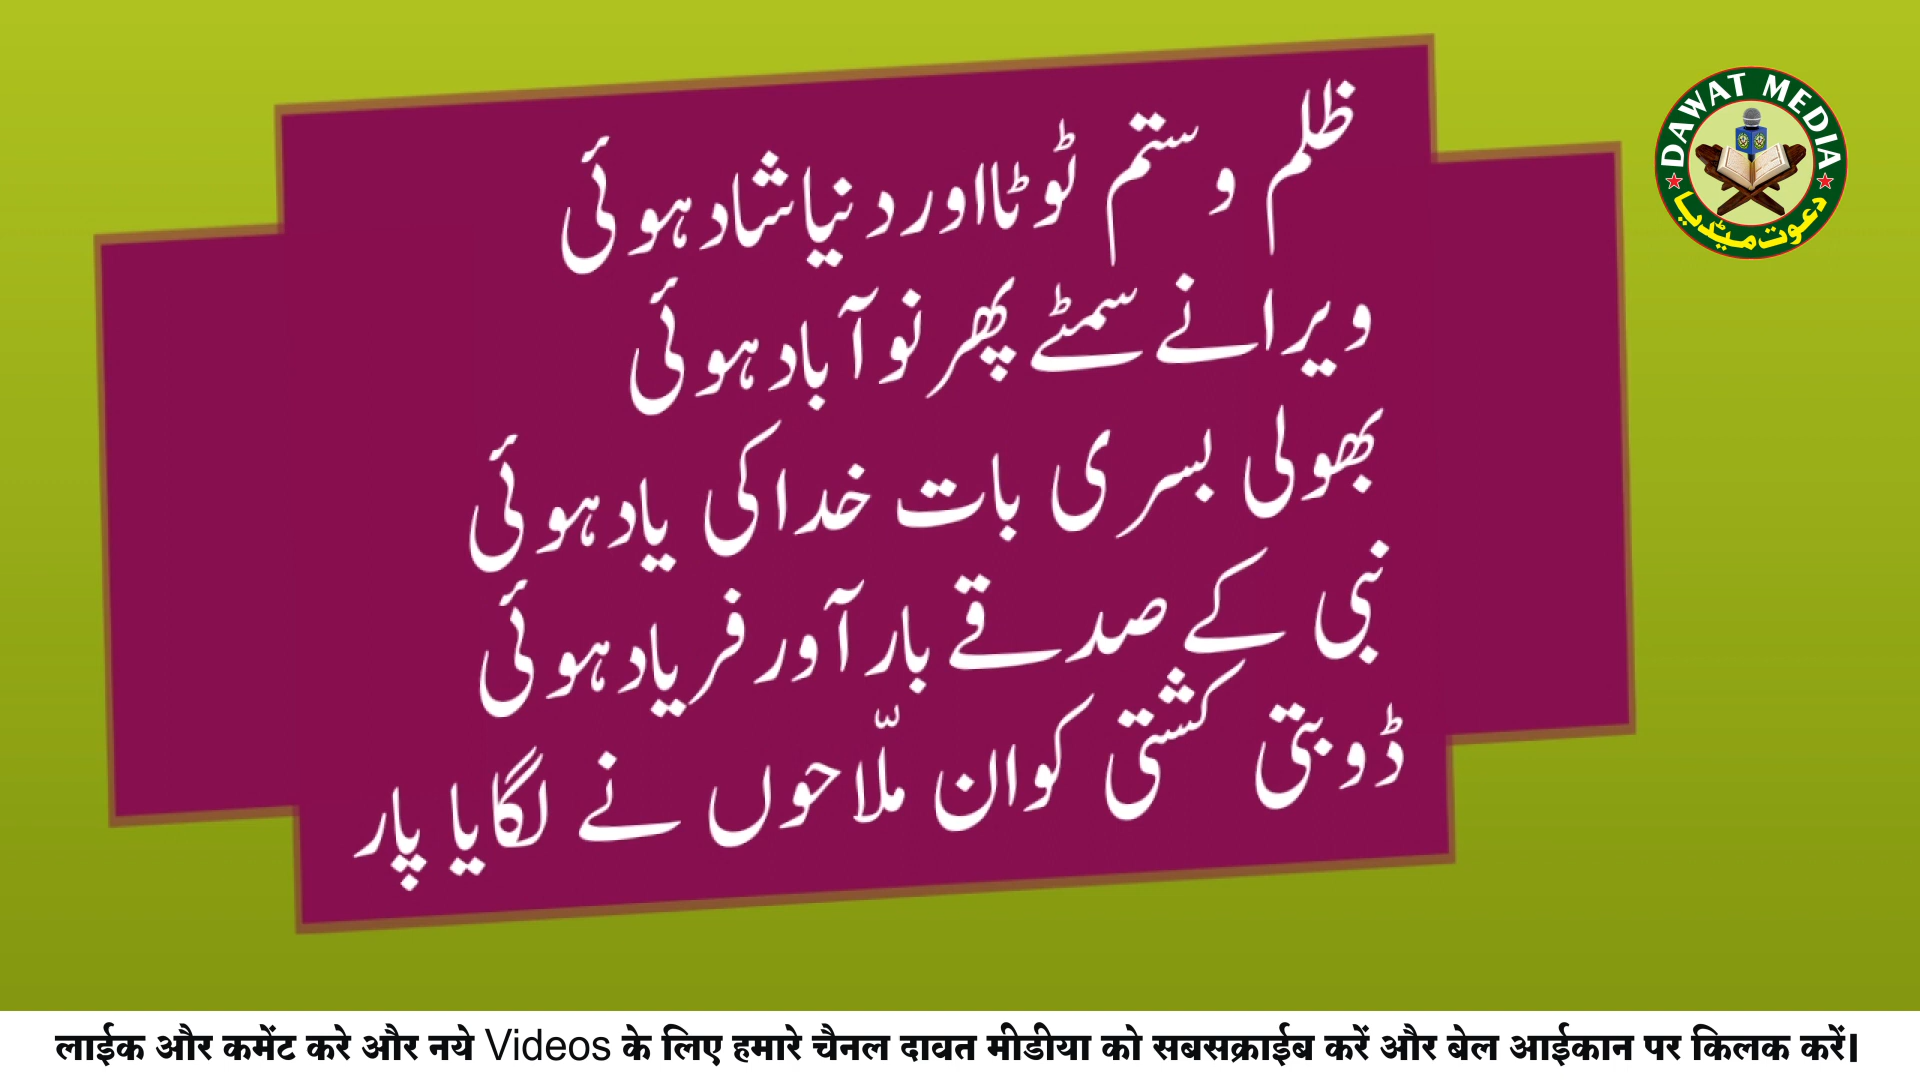 ظلم و ستم ٹوٹا اور دنیا شاد ہوئی
ویرانے سمٹے پھر نو آباد ہوئی
بھولی بسری بات خدا کی یاد ہوئی
نبی کے صدقے بار آور فریاد ہوئی
ڈوبتی کشتی کو ان ملّاحوں نے لگایا پار
DAWAT MEDIA
دعوت میڈیا
लाईक और कमेंट करे और नये Videos के लिए हमारे चैनल दावत मीडीया को सबसक्राईब करें और बेल आईकान पर किलक करें।